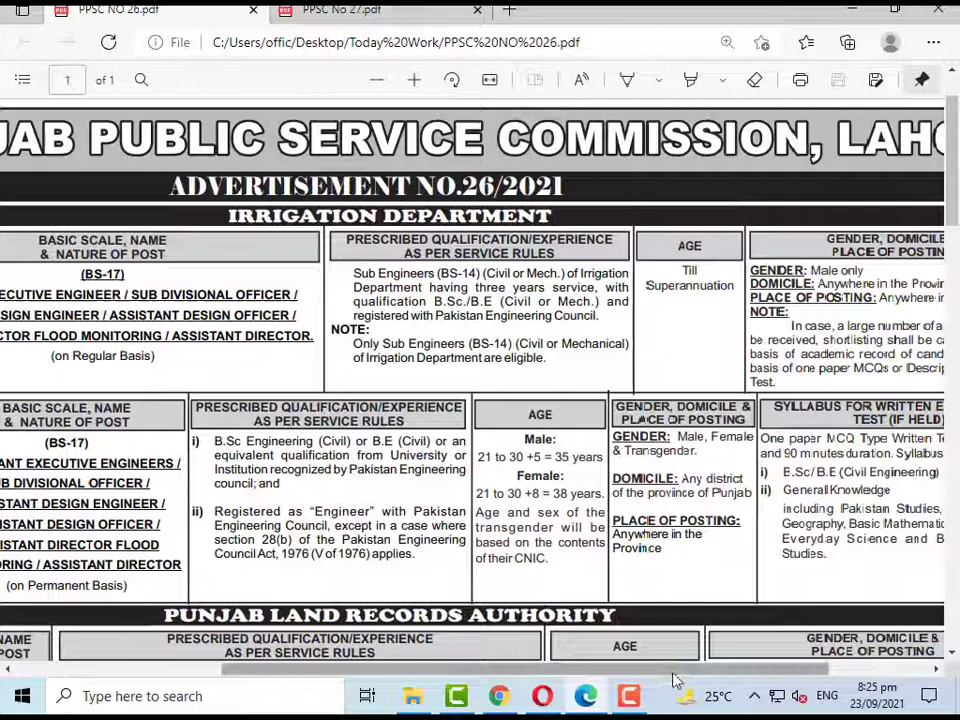 PPSC NO 26.pdf
PPSC No 27.pdf
File
C:/Users/offic/Desktop/Today%20Work/PPSC%20NO%2026.pdf
1 of 1
JAB PUBLIC SERVICE COMMISSION, LAHO
ADVERTISEMENT NO.26/2021
IRRIGATION DEPARTMENT
BASIC SCALE, NAME
& NATURE OF POST
(BS-17)
ECUTIVE ENGINEER / SUB DIVISIONAL OFFICER /
SIGN ENGINEER / ASSISTANT DESIGN OFFICER /
CTOR FLOOD MONITORING / ASSISTANT DIRECTOR.
(on Regular Basis)
PRESCRIBED QUALIFICATION/EXPERIENCE
AS PER SERVICE RULES
Sub Engineers (BS-14) (Civil or Mech.) of Irrigation
Department having three years service, with
qualification B.Sc./B.E (Civil or Mech.) and
registered with Pakistan Engineering Council.
NOTE:
Only Sub Engineers (BS-14) (Civil or Mechanical)
of Irrigation Department are eligible.
AGE
Till
Superannuation
GENDER, DOMICILE
PLACE OF POSTIN
GENDER: Male only
DOMICILE: Anywhere in the Provin
PLACE OF POSTING: Anywhere in
NOTE:
In case, a large number of a
be received, shortlisting shall be ca
basis of academic record of cand
basis of one paper MCQs or (Descrip
Test.
BASIC SCALE, NAME
& NATURE OF POST
(BS-17)
ANT EXECUTIVE ENGINEERS /
B DIVISIONAL OFFICER /
STANT DESIGN ENGINEER /
ISTANT DESIGN OFFICER /
ISTANT DIRECTOR FLOOD
ORING / ASSISTANT DIRECTOR
(on Permanent Basis)
PRESCRIBED QUALIFICATION/EXPERIENCE
AS PER SERVICE RULES
i) B.Sc Engineering (Civil) or B.E (Civil) or an
equivalent qualification from University or
Institution recognized by Pakistan Engineering
council; and
ii) Registered as “Engineer” with Pakistan
Engineering Council, except in a case where
section 28(b) of the Pakistan Engineering
Council Act, 1976 (V of 1976) applies.
AGE
Male:
21 to 30 +5 = 35 years
Female:
21 to 30 +8 = 38 years.
Age and sex of the
transgender will be
based on the contents
of their CNIC.
GENDER, DOMICILE &
PLACE OF POSTING
GENDER: Male, Female
& Transgender.
DOMICILE: Any district
of the province of Punjab
PLACE OF POSTING:
Anywhere in the
Province
SYLLABUS FOR WRITTEN E
TEST (IF HELD)
One paper MCQ Type Written Te
and 90 minutes duration. Syllabus
i) B.Sc/B.E (Civil Engineering)
ii) General Knowledge
including Pakistan Studies,
Geography, Basic Mathemati
Everyday Science and B
Studies.
PUNJAB LAND RECORDS AUTHORITY
NAME
POST
PRESCRIBED QUALIFICATION/EXPERIENCE
AS PER SERVICE RULES
AGE
GENDER, DOMICILE &
PLACE OF POSTING
Type here to search
25°C
ENG
8:25 pm
23/09/2021